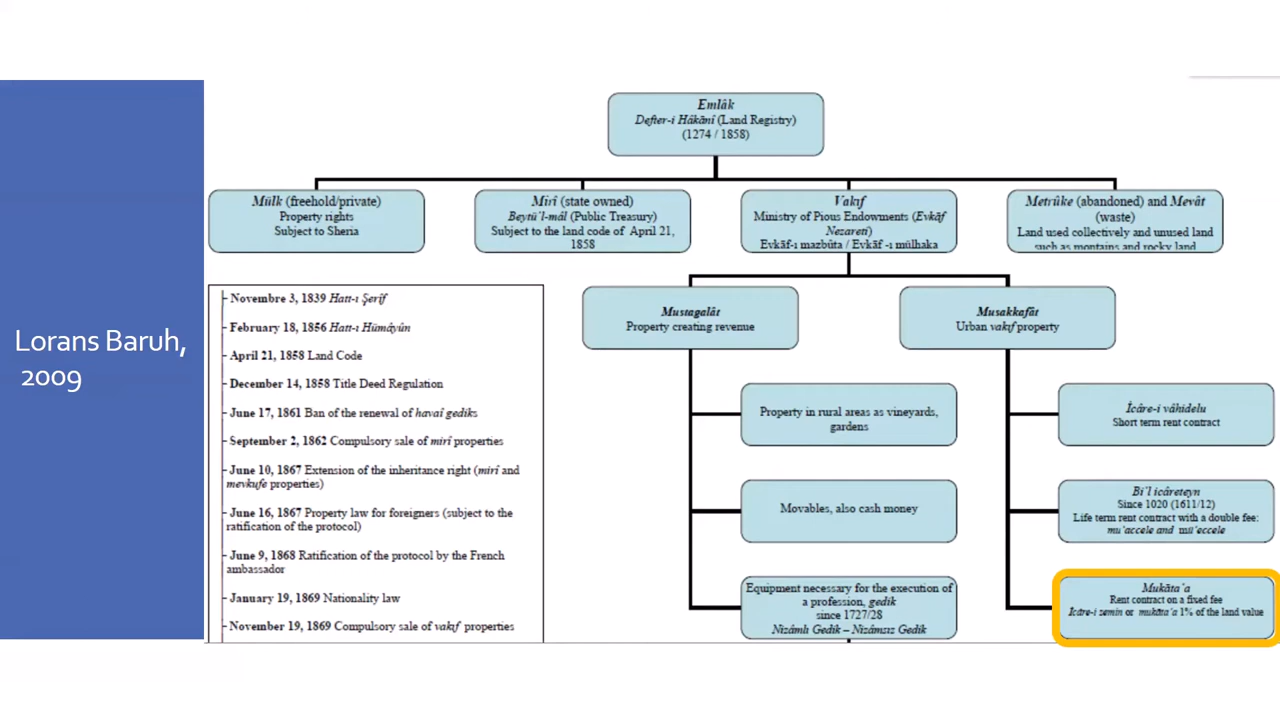 Lorans Baruh,
2009
Emlâk
Defter-i Hâkânî (Land Registry)
(1274 / 1858)
Mülk (freehold/private)
Property rights
Subject to Sheria
Mirî (state owned)
Beytü'l-mâl (Public Treasury)
Subject to the land code of April 21,
1858
Vakıf
Ministry of Pious Endowments (Evkâf
Nezareti)
Evkâf-ı mazbûta / Evkâf -ı mülhaka
Metrûke (abandoned) and Mevât
(waste)
Land used collectively and unused land
such as montains and rocky land
Novembre 3, 1839 Hatt-ı Şerîf
February 18, 1856 Hatt-ı Hümâyûn
April 21, 1858 Land Code
December 14, 1858 Title Deed Regulation
June 17, 1861 Ban of the renewal of havaî gediks
September 2, 1862 Compulsory sale of mirî properties
June 10, 1867 Extension of the inheritance right (mirî and
mevkufe properties)
June 16, 1867 Property law for foreigners (subject to the
ratification of the protocol)
June 9, 1868 Ratification of the protocol by the French
ambassador
January 19, 1869 Nationality law
November 19, 1869 Compulsory sale of vakıf properties
Mustagalât
Property creating revenue
Musakkafât
Urban vakıf property
Property in rural areas as vineyards,
gardens
Movables, also cash money
Equipment necessary for the execution of
a profession, gedik
since 1727/28
Nizâmlı Gedik – Nizâmsız Gedik
İcâre-i vâhidelu
Short term rent contract
Bi'l icâreteyn
Since 1020 (1611/12)
Life term rent contract with a double fee:
mu'accele and mü'eccele
Mukâta'a
Rent contract on a fixed fee
İcâre-i zemin or mukâta'a 1% of the land value